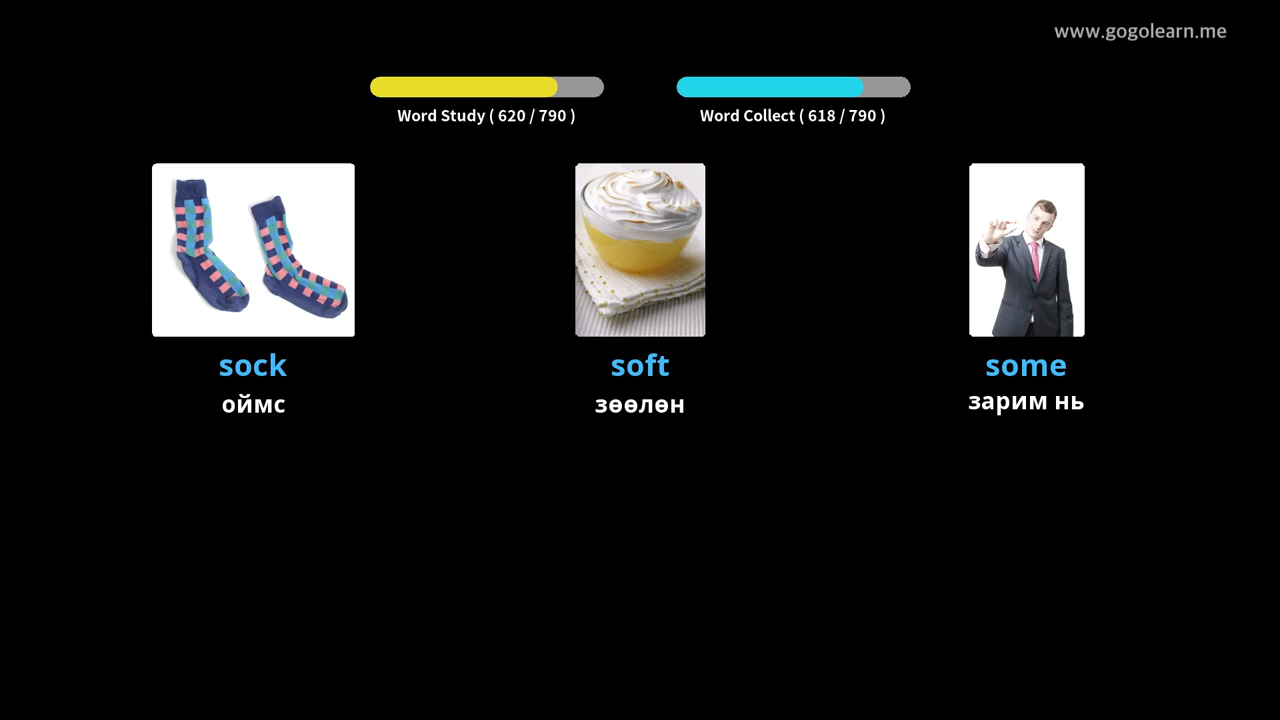 www.gogolearn.me
Word Study ( 620 / 790 )
Word Collect ( 618 / 790 )
sock
soft
some
оймс
зөөлөн
зарим нь